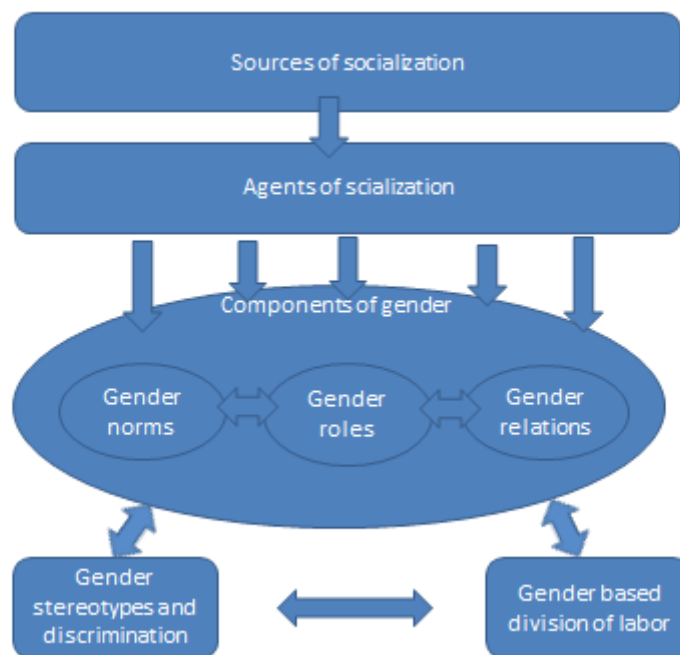 Sources of socialization
Agents of scialization
Components of gender
Gender
norms
Gender
roles
Gender
relations
Gender
stereotypes and
discrimination
Gender based
division of labor